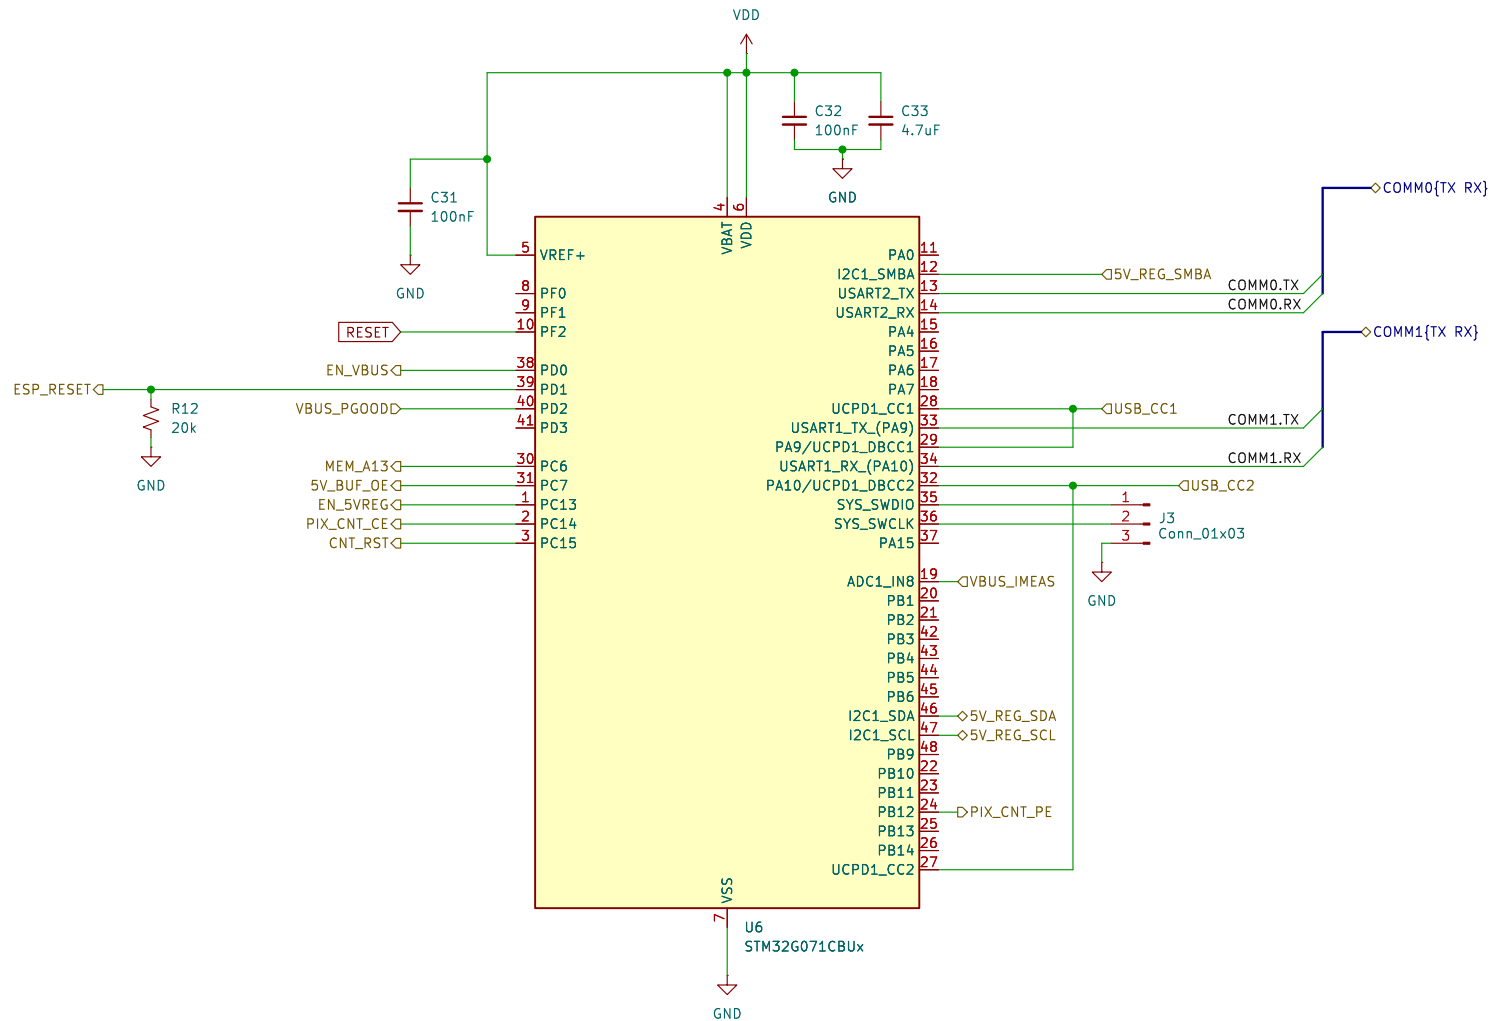 VDD
C32
100nF
C33
4.7uF
GND
C31
100nF
GND
COMM0{TX RX}
COMM0.TX
COMM0.RX
COMM1{TX RX}
COMM1.TX
COMM1.RX
4
6
VBAT
VDD
5 VREF+
8 PF0
9 PF1
RESET 10 PF2
EN_VBUS 38 PD0
ESP_RESET 39 PD1
VBUS_PGOOD 40 PD2
41 PD3
R12
20k
GND
MEM_A13 30 PC6
5V_BUF_OE 31 PC7
EN_5VREG 1 PC13
PIX_CNT_CE 2 PC14
CNT_RST 3 PC15
PA0 11
I2C1_SMBA 12 5V_REG_SMBA
USART2_TX 13
USART2_RX 14
PA4 15
PA5 16
PA6 17
PA7 18
UCPD1_CC1 28 USB_CC1
USART1_TX_(PA9) 33
PA9/UCPD1_DBCC1 29
USART1_RX_(PA10) 34
PA10/UCPD1_DBCC2 32 USB_CC2
SYS_SWDIO 35 1
SYS_SWCLK 36 2
PA15 37 3
J3
Conn_01x03
GND
ADC1_IN8 19 VBUS_IMEAS
PB1 20
PB2 21
PB3 42
PB4 43
PB5 44
PB6 45
I2C1_SDA 46 5V_REG_SDA
I2C1_SCL 47 5V_REG_SCL
PB9 48
PB10 22
PB11 23
PB12 24 PIX_CNT_PE
PB13 25
PB14 26
UCPD1_CC2 27
VSS
7
U6
STM32G071CBUx
GND